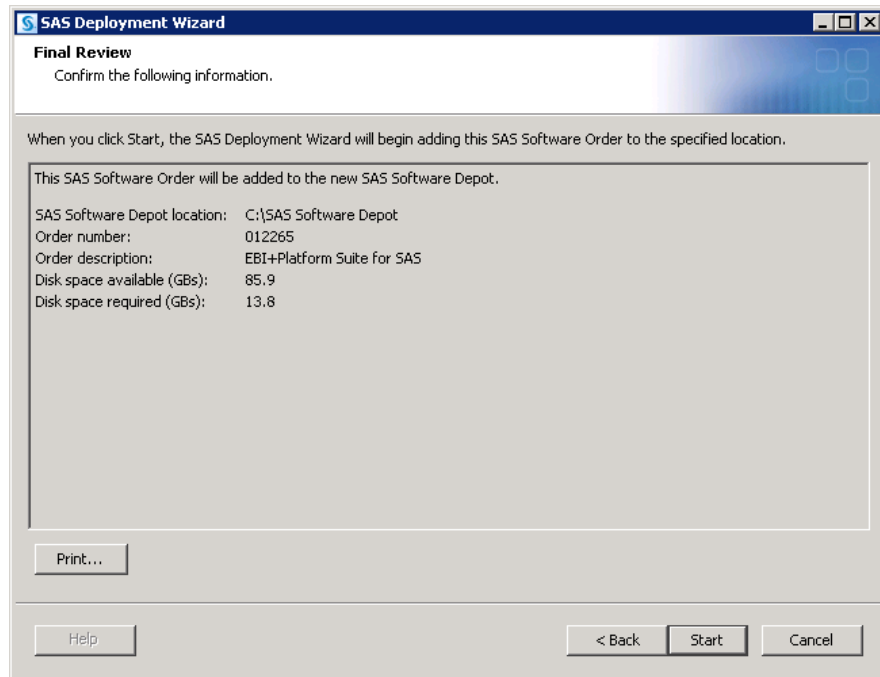 SAS Deployment Wizard
Final Review
Confirm the following information.
When you click Start, the SAS Deployment Wizard will begin adding this SAS Software Order to the specified location.
This SAS Software Order will be added to the new SAS Software Depot.
SAS Software Depot location: C:\SAS Software Depot
Order number: 012265
Order description: EBI+Platform Suite for SAS
Disk space available (GBs): 85.9
Disk space required (GBs): 13.8
Print...
Help < Back Start Cancel